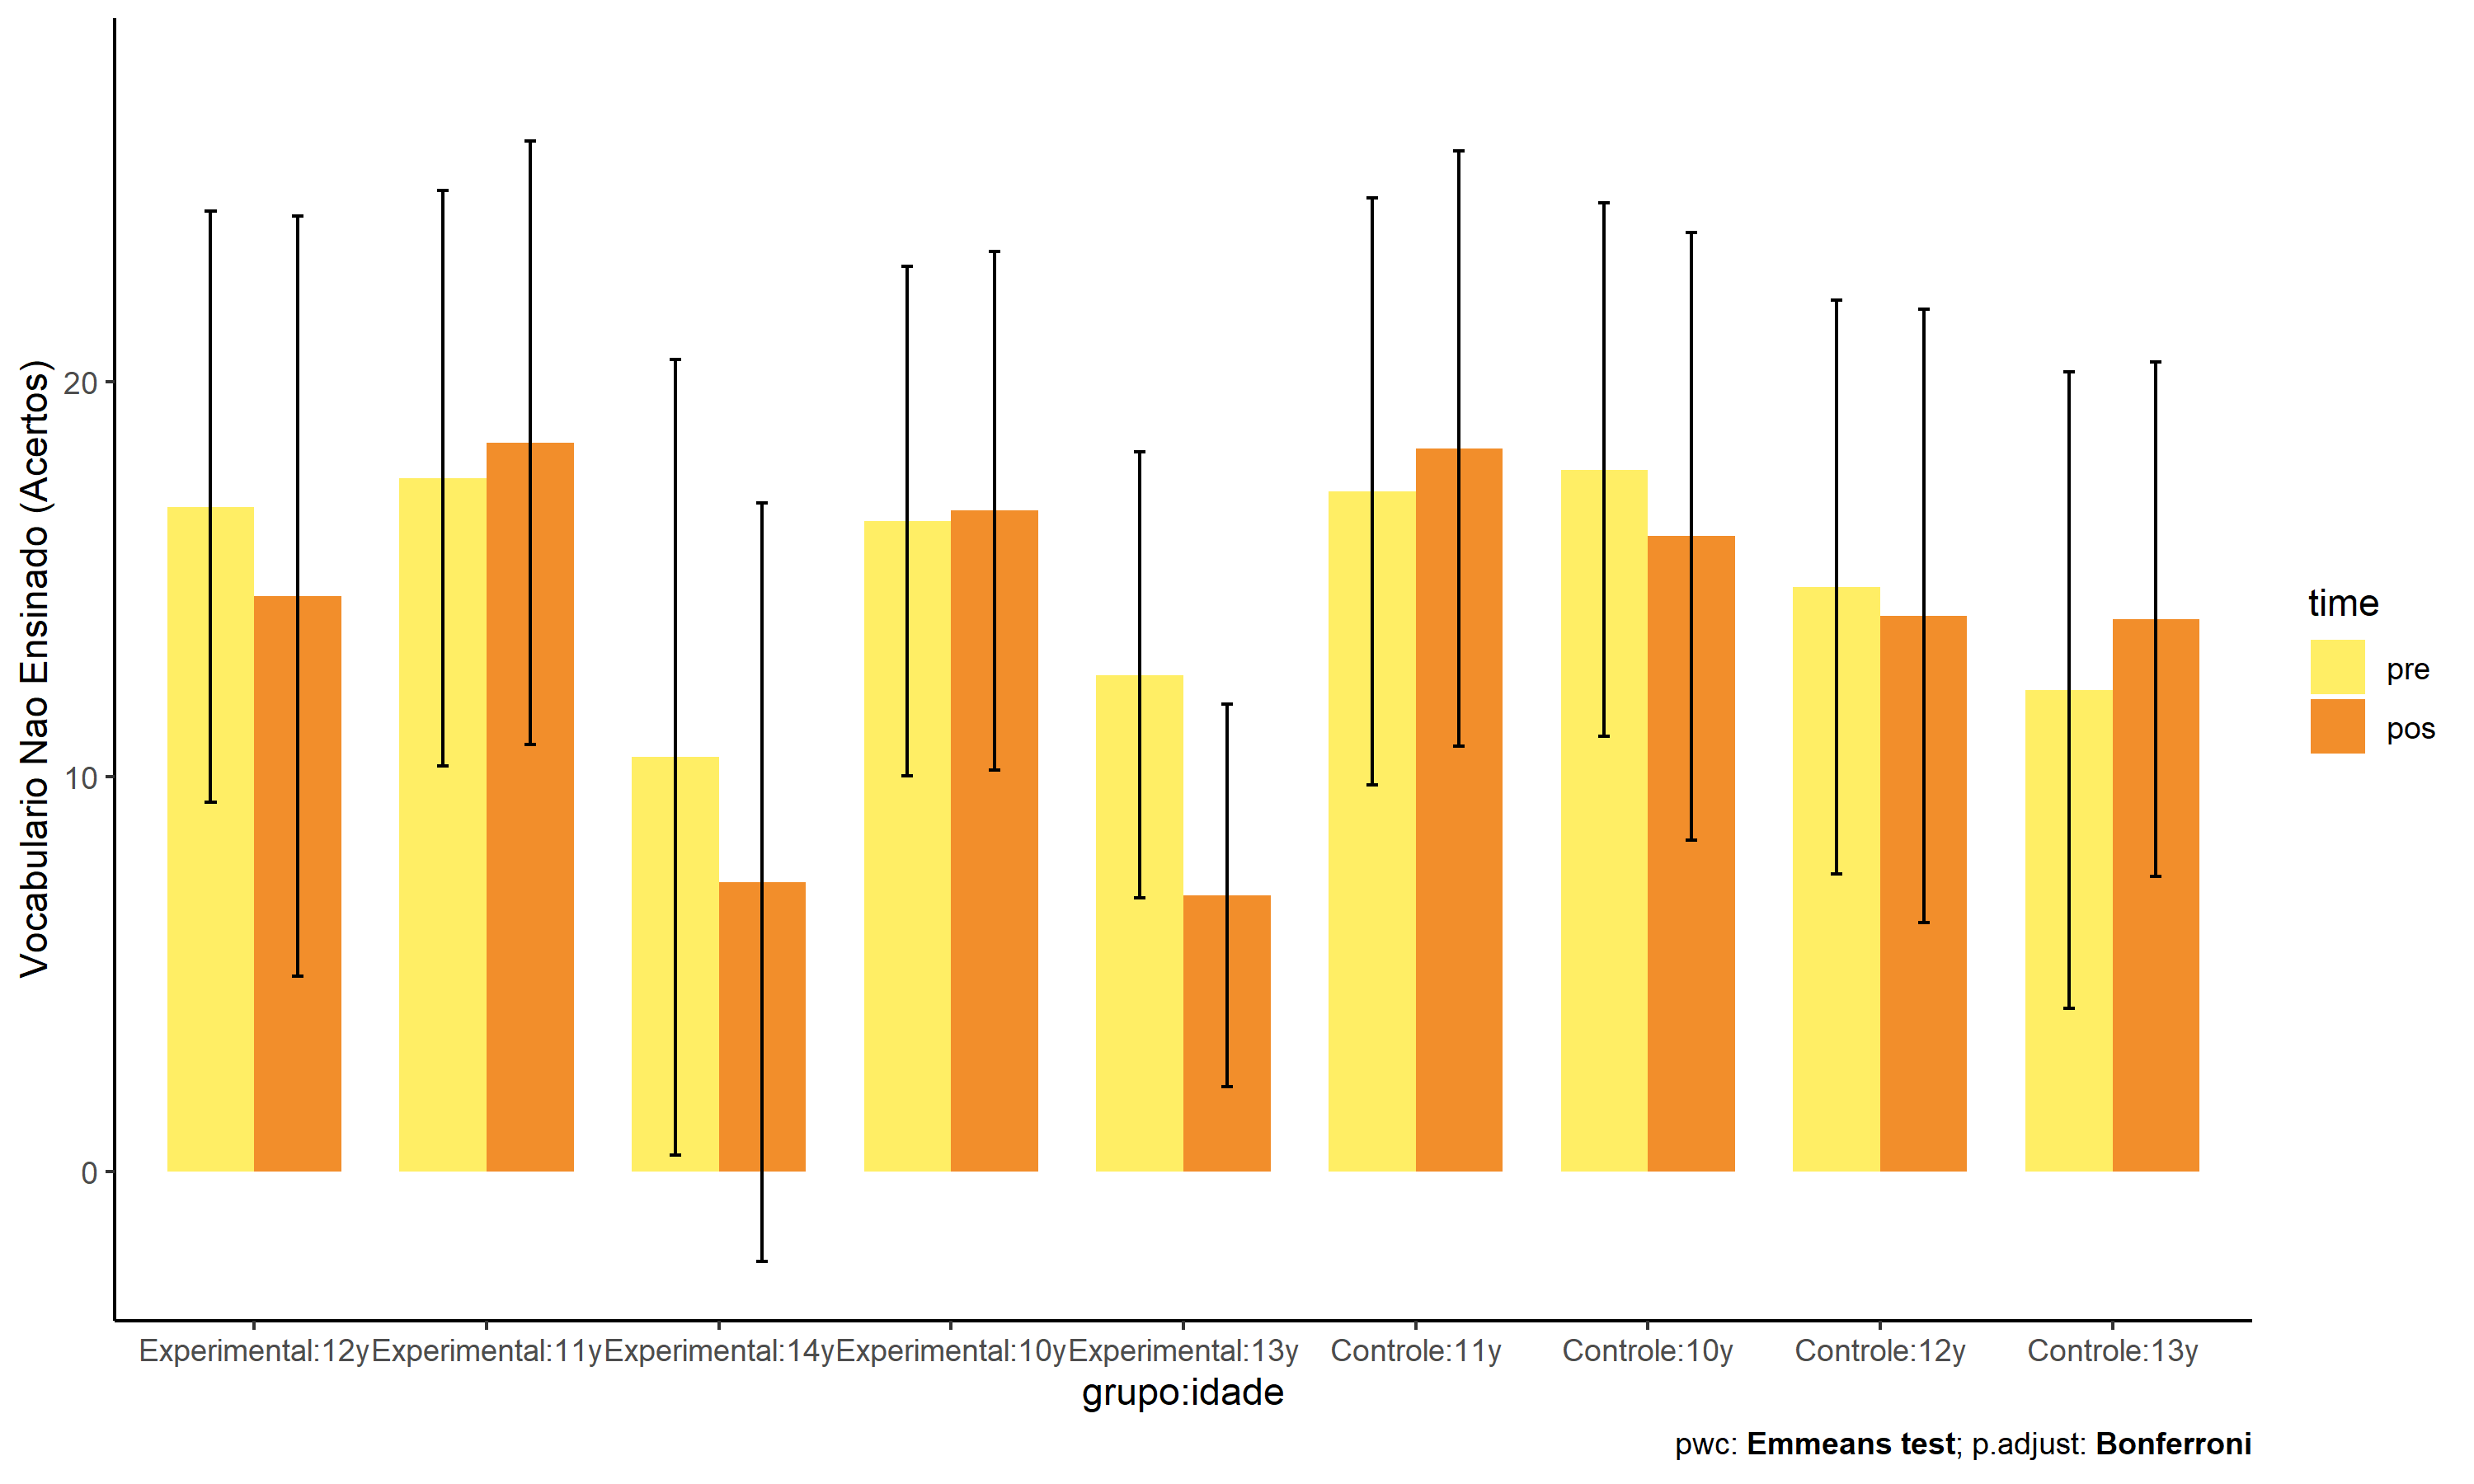 Vocabulario Nao Ensinado (Acertos)
20
10
0
Experimental:12y Experimental:11y Experimental:14y Experimental:10y Experimental:13y Controle:11y Controle:10y Controle:12y Controle:13y
grupo:idade
time
pre
pos
pwc: Emmeans test; p.adjust: Bonferroni